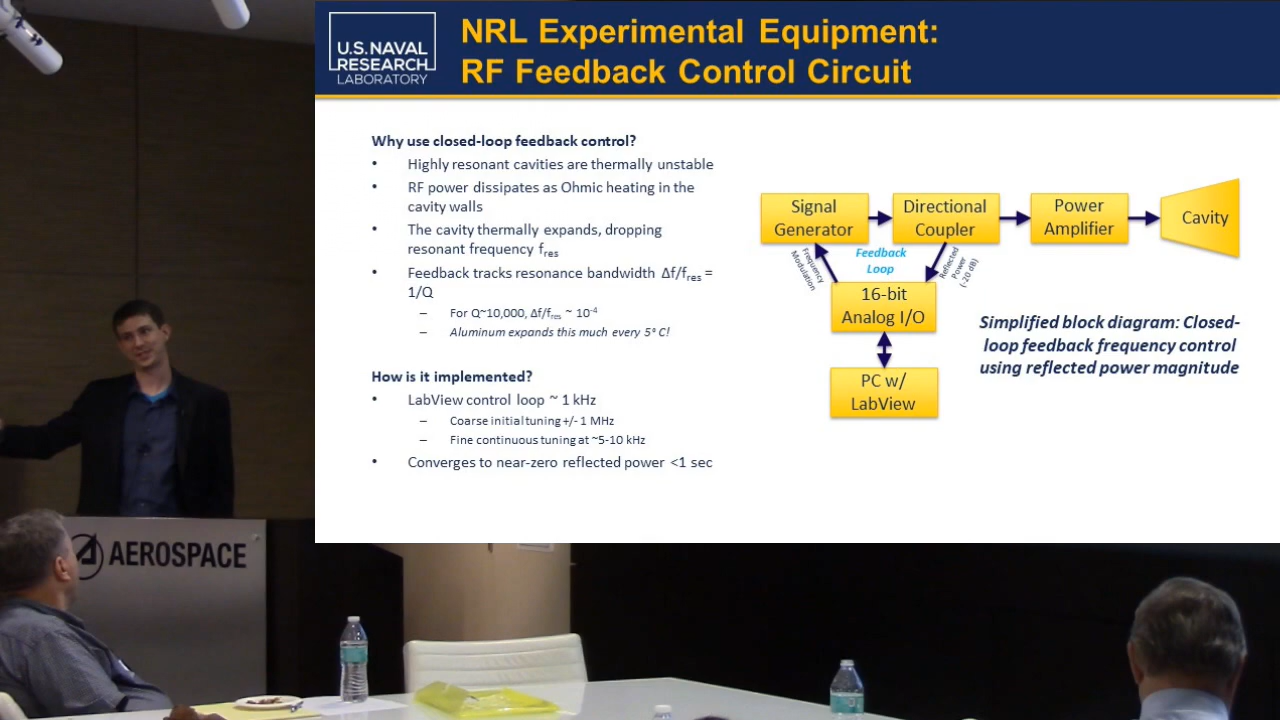 U.S. NAVAL
RESEARCH
LABORATORY
NRL Experimental Equipment:
RF Feedback Control Circuit
Why use closed-loop feedback control?
• Highly resonant cavities are thermally unstable
• RF power dissipates as Ohmic heating in the
cavity walls
• The cavity thermally expands, dropping
resonant frequency fres
• Feedback tracks resonance bandwidth Δf/fres =
1/Q
– For Q~10,000, Δf/fres ~ 10-4
– Aluminum expands this much every 5° C!
How is it implemented?
• LabView control loop ~ 1 kHz
– Coarse initial tuning +/- 1 MHz
– Fine continuous tuning at ~5-10 kHz
• Converges to near-zero reflected power <1 sec
Signal
Generator
Directional
Coupler
Power
Amplifier
Cavity
Frequency
Modulation
Feedback
Loop
Reflected
Power
(-20 dB)
16-bit
Analog I/O
PC w/
LabView
Simplified block diagram: Closed-
loop feedback frequency control
using reflected power magnitude
AEROSPACE